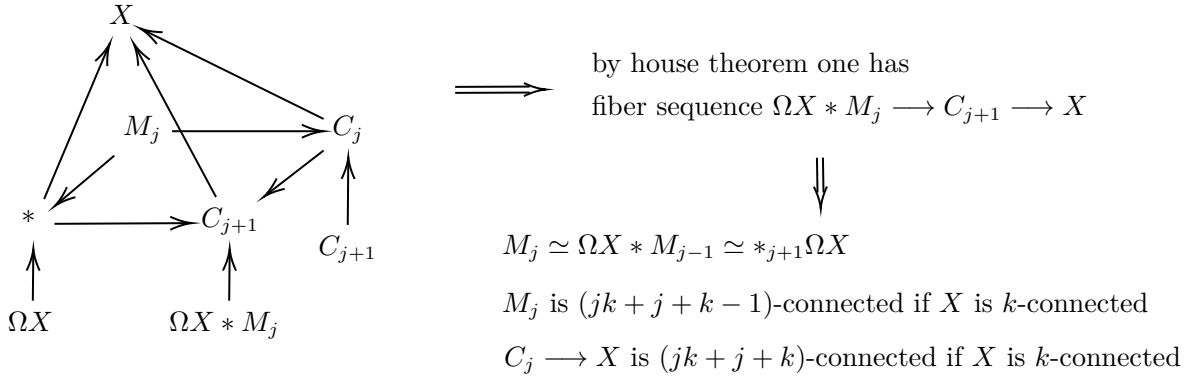 X
M_j
C_j
*
C_{j+1}
C_{j+1}
ΩX
ΩX * M_j
by house theorem one has
fiber sequence ΩX * M_j ⟶ C_{j+1} ⟶ X
M_j ≃ ΩX * M_{j−1} ≃ *_{j+1}ΩX
M_j is (jk + j + k − 1)-connected if X is k-connected
C_j ⟶ X is (jk + j + k)-connected if X is k-connected